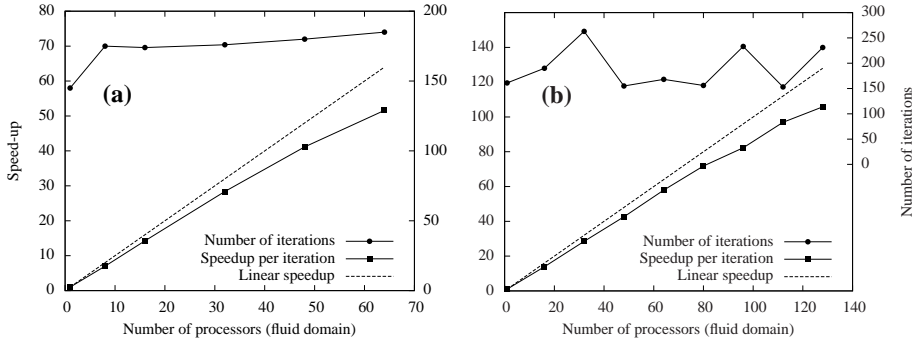 80
70
60
50
40
30
20
10
0
Speed-up
200
150
100
50
0
(a)
Number of iterations
Speedup per iteration
Linear speedup
0 10 20 30 40 50 60 70
Number of processors (fluid domain)
140
120
100
80
60
40
20
0
300
250
200
150
100
50
0
Number of iterations
(b)
Number of iterations
Speedup per iteration
Linear speedup
0 20 40 60 80 100 120 140
Number of processors (fluid domain)